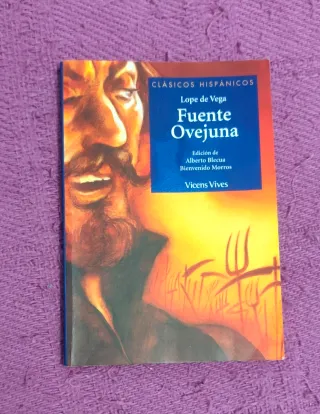 CLÁSICOS HISPÁNICOS
Lope de Vega
Fuente
Ovejuna
Edición de
Alberto Blecua
Bienvenido Morros
Vicens Vives